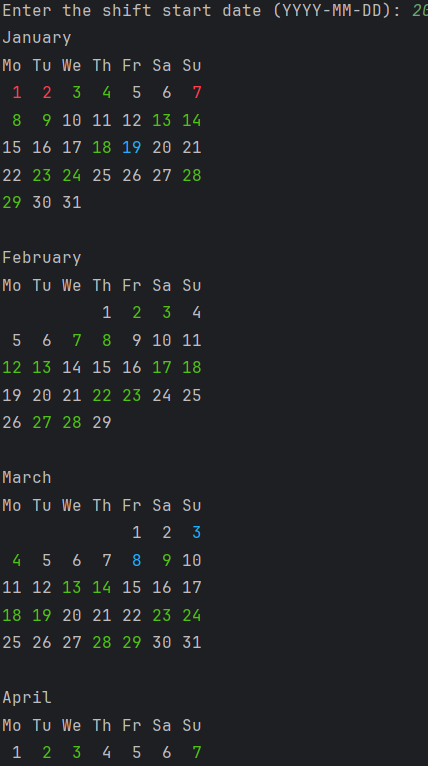 Enter the shift start date (YYYY-MM-DD): 20
January
Mo Tu We Th Fr Sa Su
 1  2  3  4  5  6  7
 8  9 10 11 12 13 14
15 16 17 18 19 20 21
22 23 24 25 26 27 28
29 30 31

February
Mo Tu We Th Fr Sa Su
          1  2  3  4
 5  6  7  8  9 10 11
12 13 14 15 16 17 18
19 20 21 22 23 24 25
26 27 28 29

March
Mo Tu We Th Fr Sa Su
             1  2  3
 4  5  6  7  8  9 10
11 12 13 14 15 16 17
18 19 20 21 22 23 24
25 26 27 28 29 30 31

April
Mo Tu We Th Fr Sa Su
 1  2  3  4  5  6  7